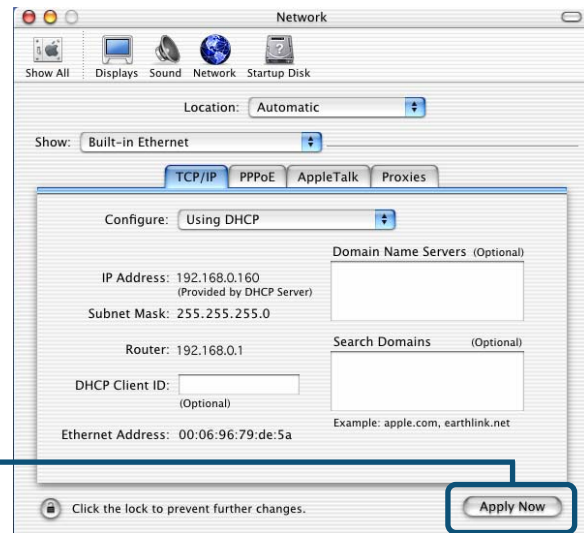 Network
Show All Displays Sound Network Startup Disk
Location: Automatic
Show: Built-in Ethernet
TCP/IP PPPoE AppleTalk Proxies
Configure: Using DHCP
Domain Name Servers (Optional)
IP Address: 192.168.0.160
(Provided by DHCP Server)
Subnet Mask: 255.255.255.0
Router: 192.168.0.1
Search Domains (Optional)
DHCP Client ID:
(Optional)
Example: apple.com, earthlink.net
Ethernet Address: 00:06:96:79:de:5a
Click the lock to prevent further changes.
Apply Now